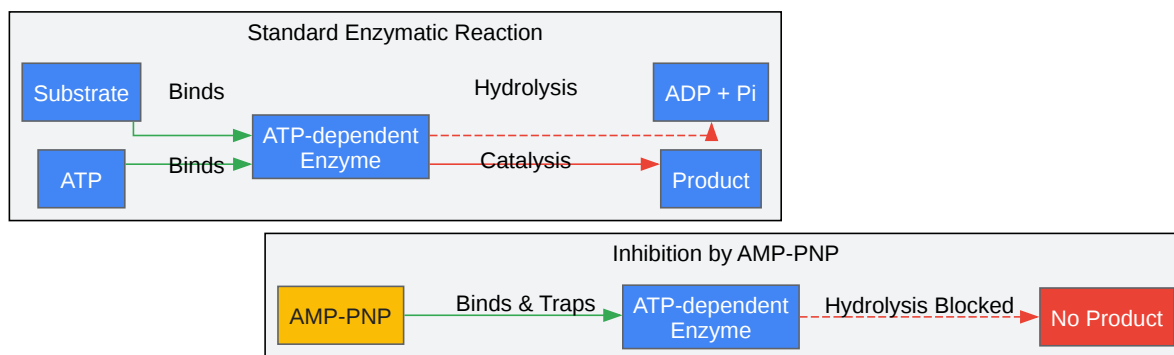 Standard Enzymatic Reaction
Substrate
Binds
Hydrolysis
ADP + Pi
ATP-dependent
Enzyme
ATP
Binds
Catalysis
Product
Inhibition by AMP-PNP
AMP-PNP
Binds & Traps
ATP-dependent
Enzyme
Hydrolysis Blocked
No Product